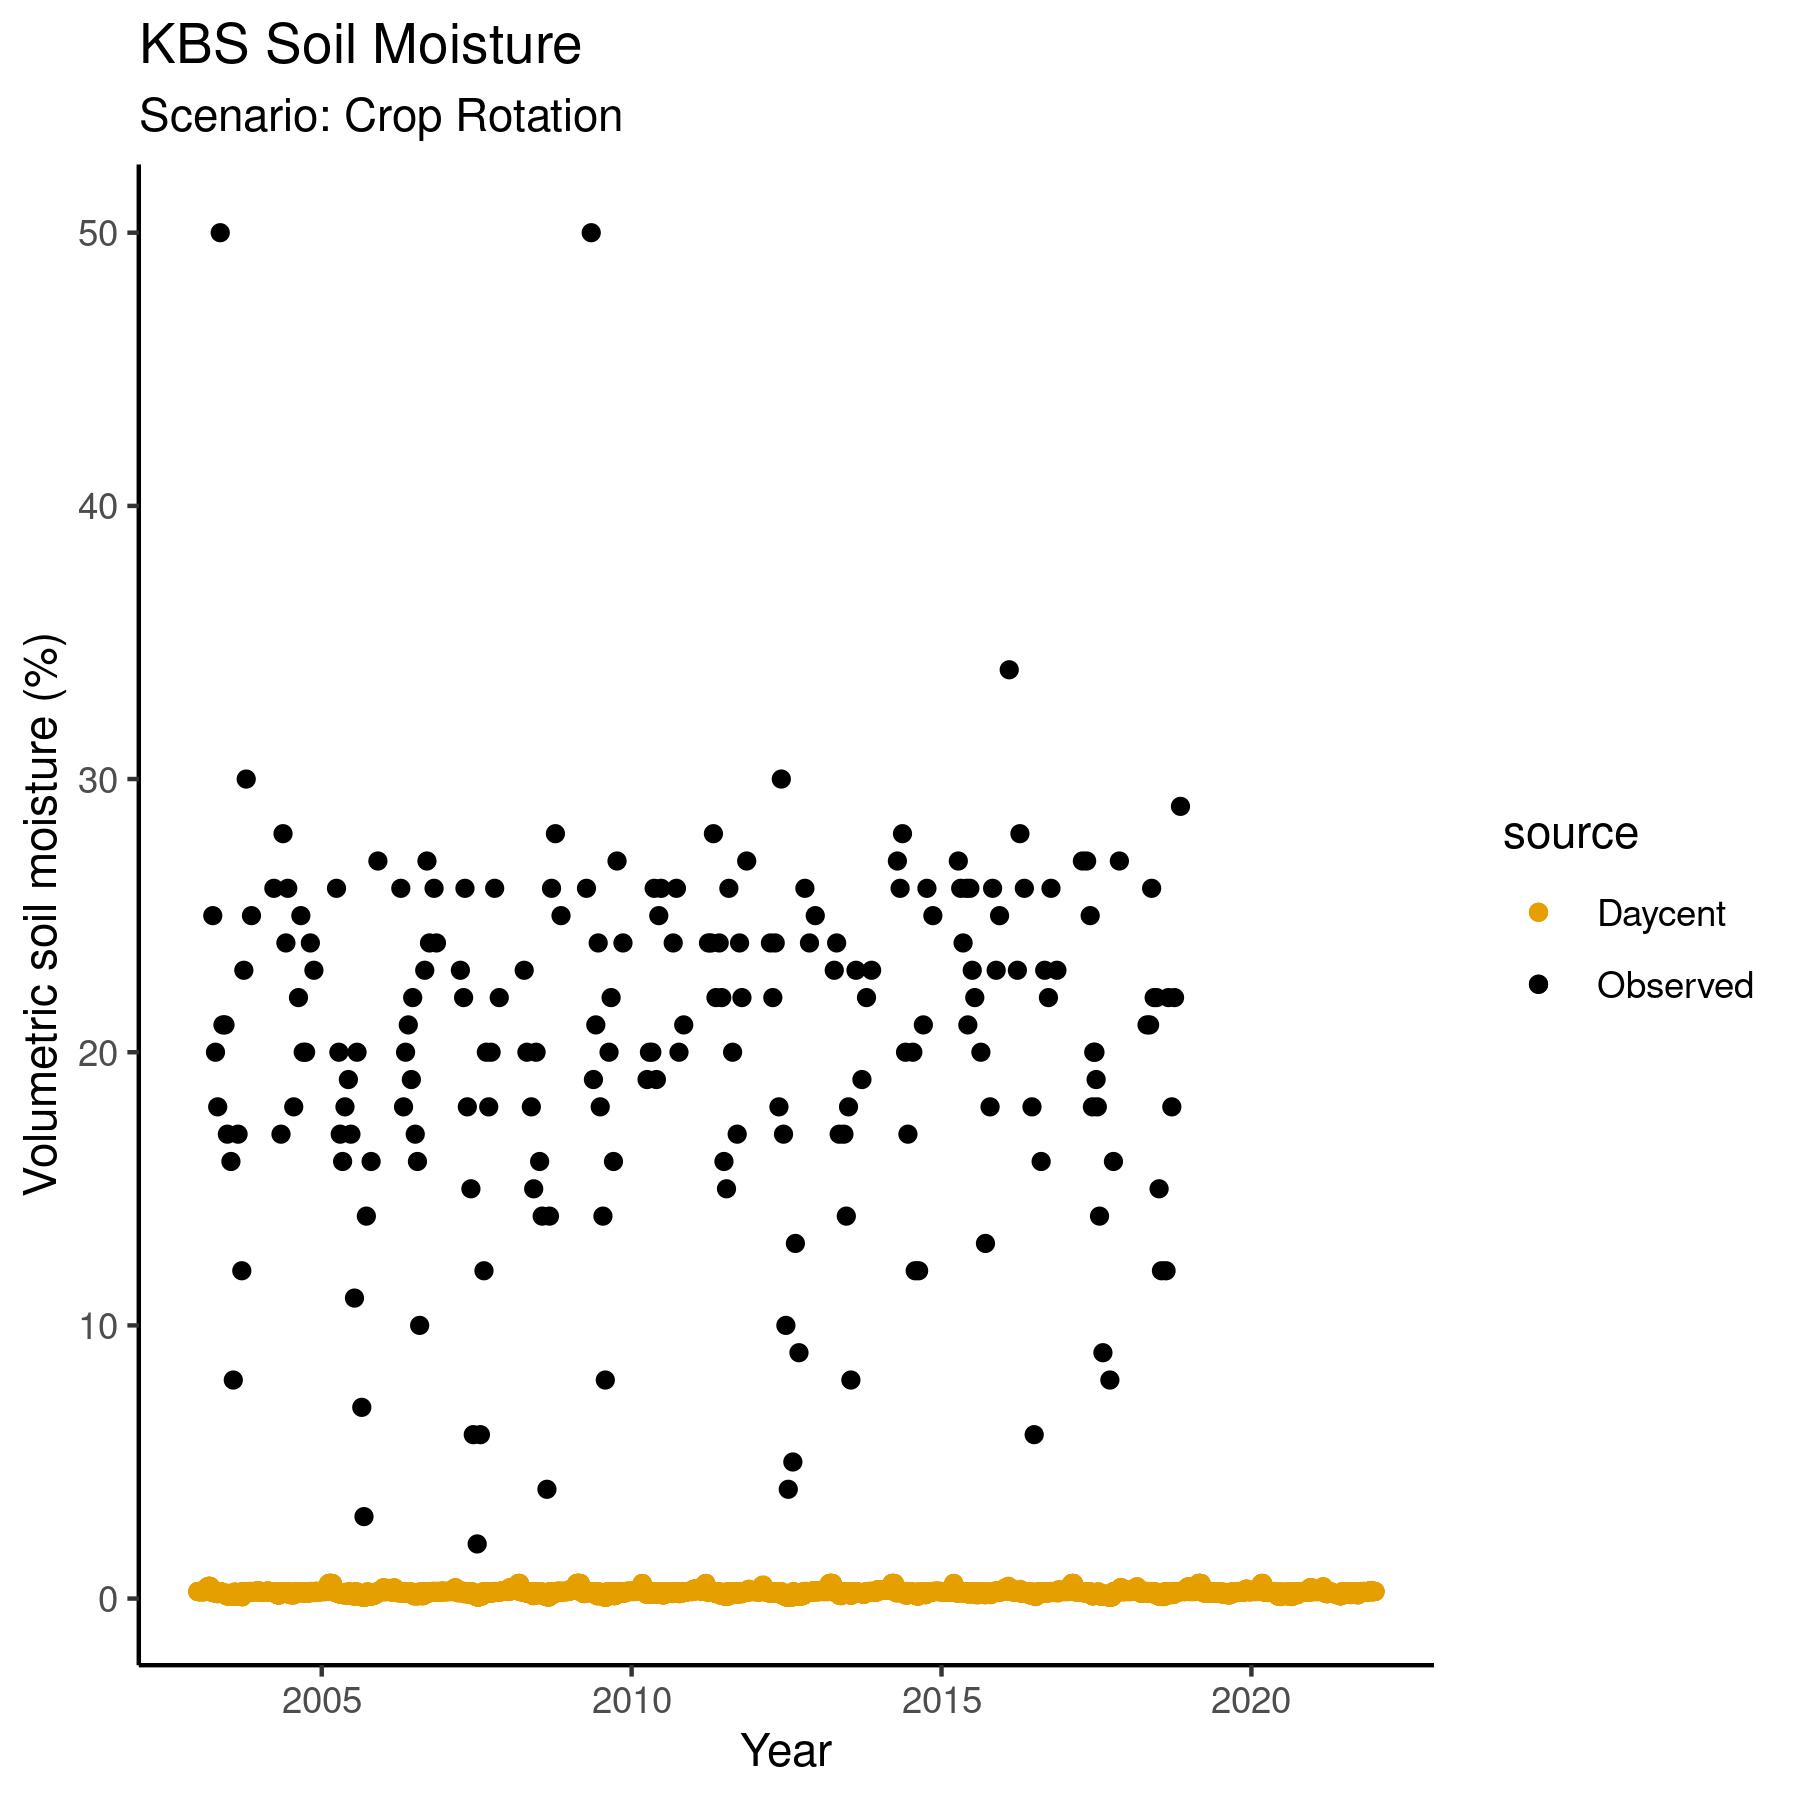 KBS Soil Moisture
Scenario: Crop Rotation
Volumetric soil moisture (%)
50
40
30
20
10
0
2005 2010 2015 2020
Year
source
Daycent
Observed